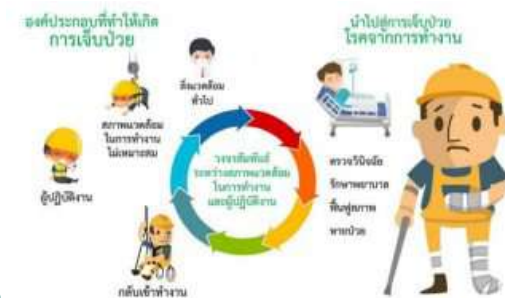 องค์ประกอบที่ทำให้เกิด
การเจ็บป่วย
นำไปสู่การเจ็บป่วย
โรคจากการทำงาน
สิ่งแวดล้อม
ทั่วไป
สภาพแวดล้อม
ในการทำงาน
ไม่เหมาะสม
ผู้ปฏิบัติงาน
วงจรสัมพันธ์
ระหว่างสภาพแวดล้อม
ในการทำงาน
และผู้ปฏิบัติงาน
กลับเข้าทำงาน
ตรวจวินิจฉัย
รักษาพยาบาล
ฟื้นฟูสภาพ
หายป่วย